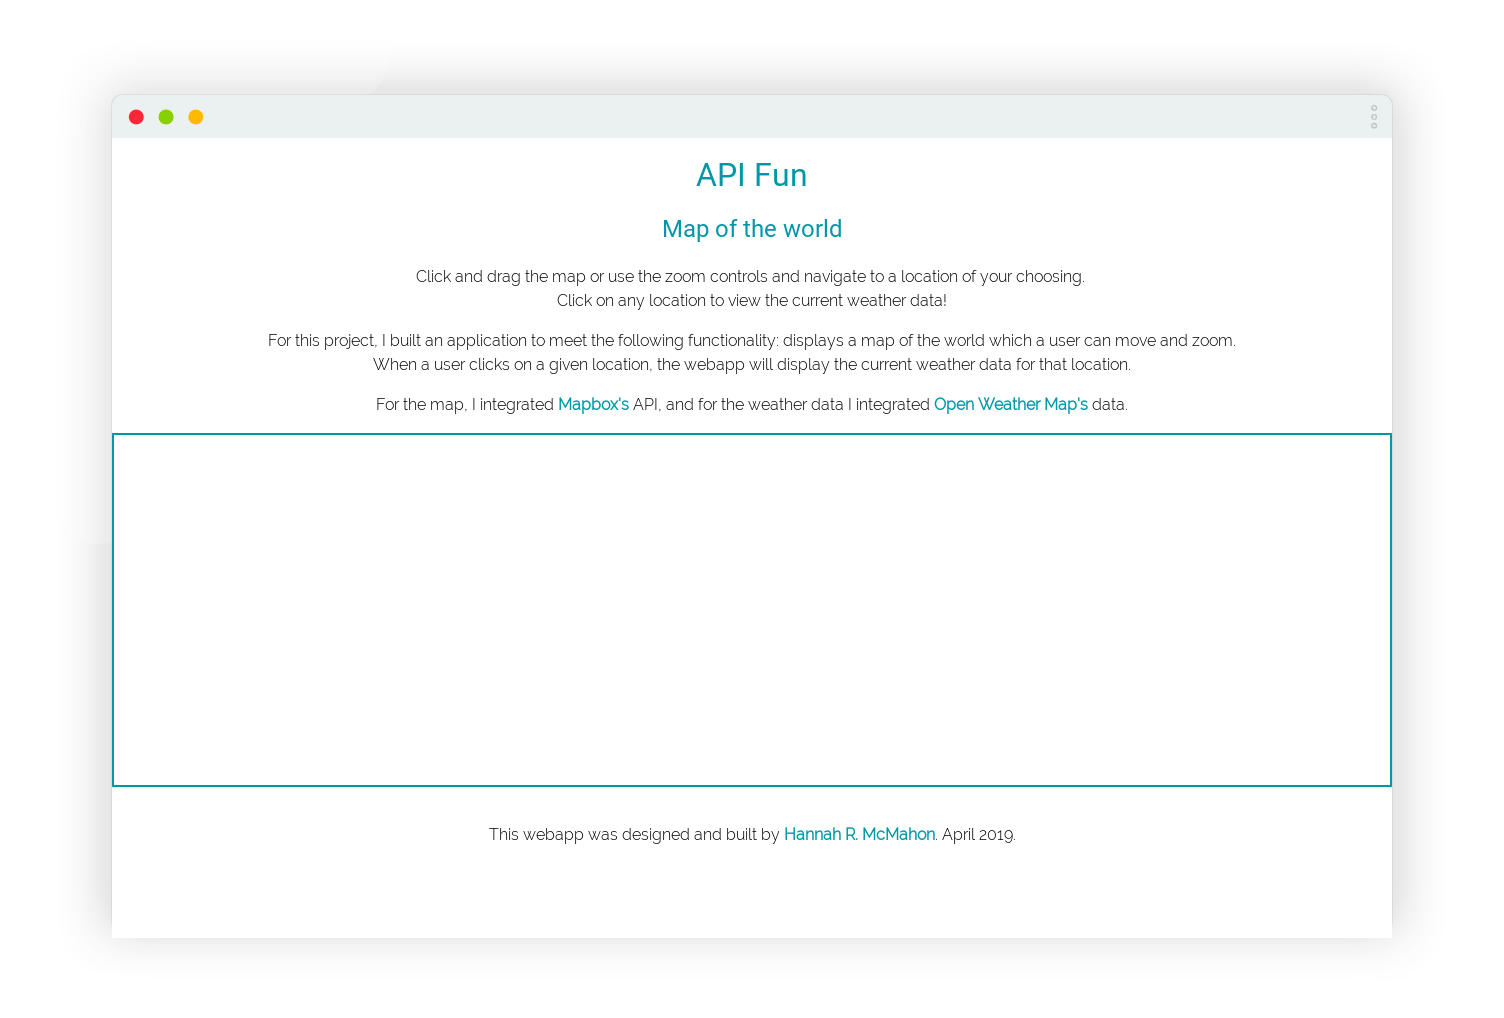 API Fun
Map of the world
Click and drag the map or use the zoom controls and navigate to a location of your choosing.
Click on any location to view the current weather data!
For this project, I built an application to meet the following functionality: displays a map of the world which a user can move and zoom.
When a user clicks on a given location, the webapp will display the current weather data for that location.
For the map, I integrated Mapbox's API, and for the weather data I integrated Open Weather Map's data.
This webapp was designed and built by Hannah R. McMahon. April 2019.